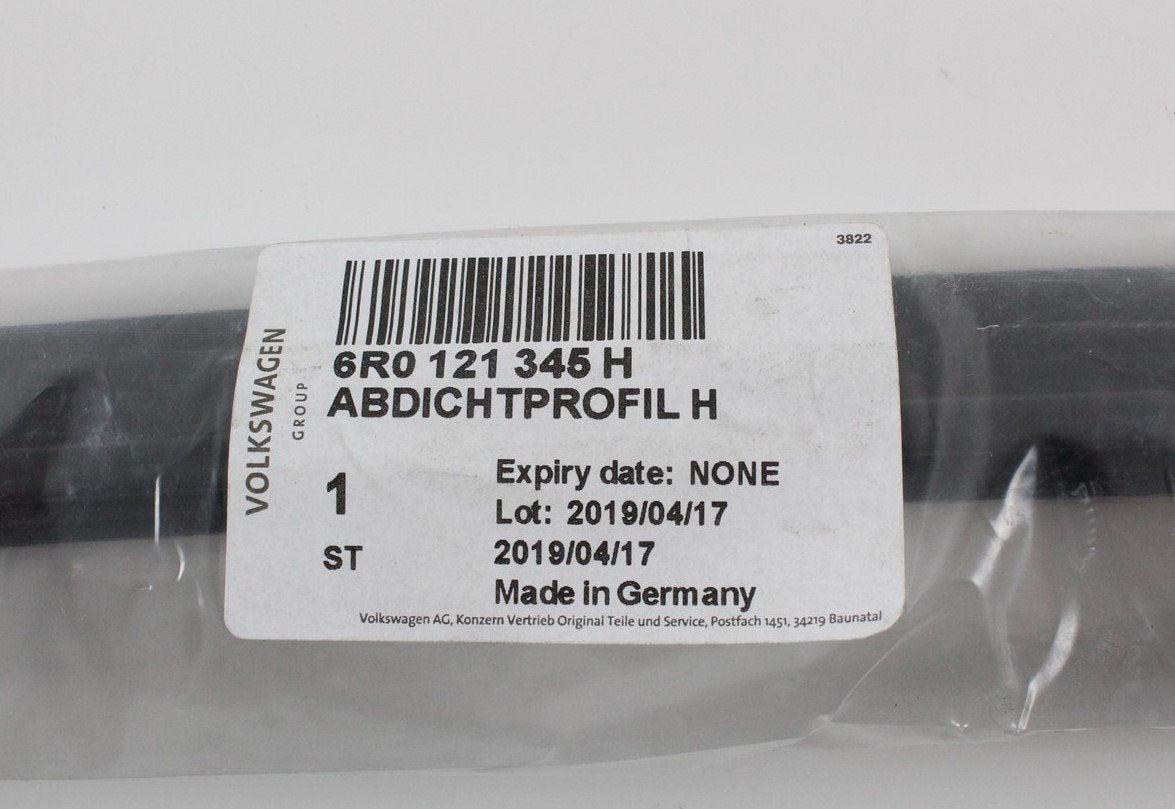 3822
6R0 121 345 H
ABDICHTPROFIL H
VOLKSWAGEN
GROUP
1
ST
Expiry date: NONE
Lot: 2019/04/17
2019/04/17
Made in Germany
Volkswagen AG, Konzern Vertrieb Original Teile und Service, Postfach 1451, 34219 Baunatal